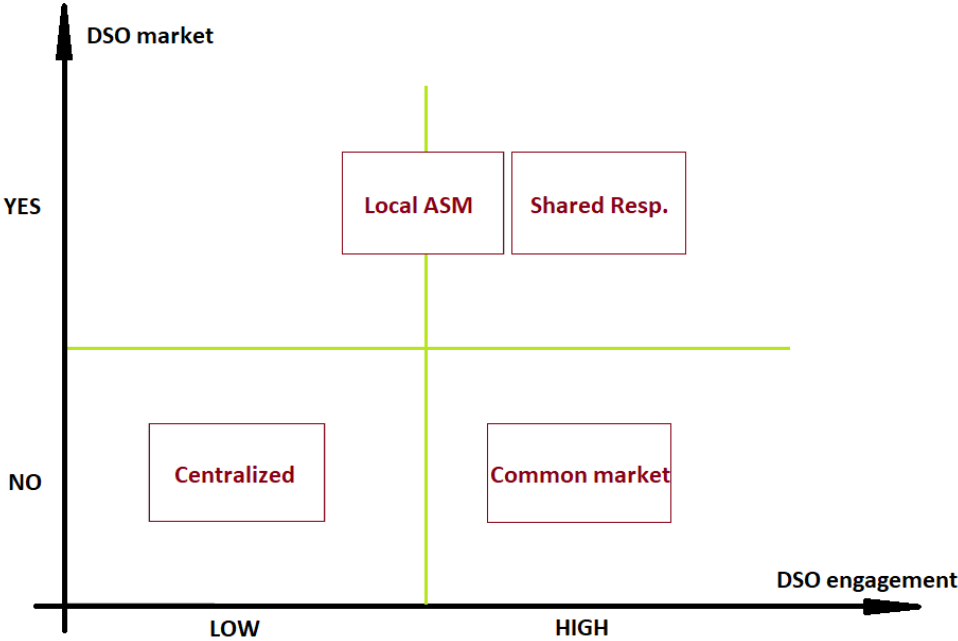 DSO market
YES
Local ASM
Shared Resp.
NO
Centralized
Common market
DSO engagement
LOW
HIGH